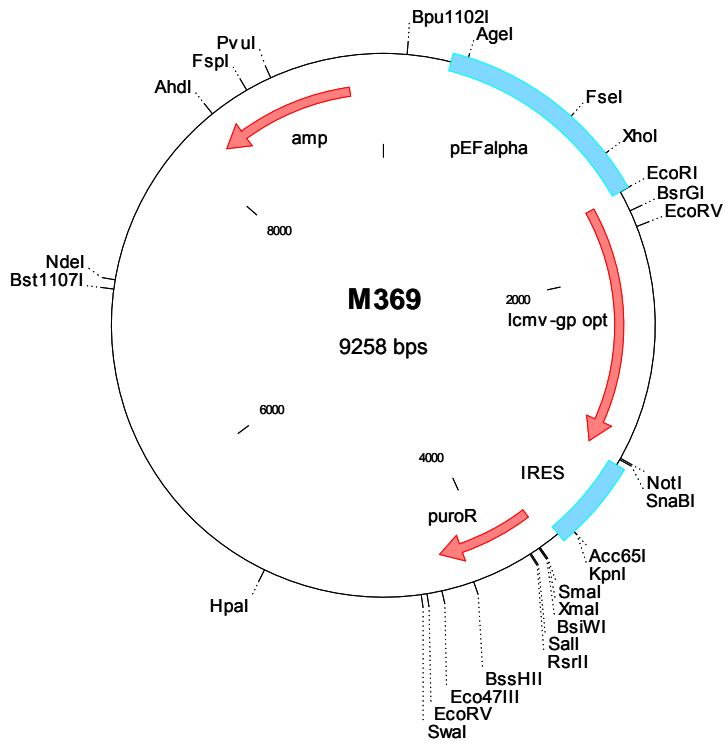 Bpu1102I
AgeI
PvuI
FspI
AhdI
FseI
XhoI
EcoRI
BsrGI
EcoRV
amp
pEFalpha
8000
NdeI
Bst1107I
M369
9258 bps
2000
lcmv-gp opt
6000
4000
IRES
puroR
NotI
SnaBI
Acc65I
KpnI
SmaI
XmaI
BsiWI
SalI
RsrII
HpaI
BssHII
Eco47III
EcoRV
SwaI